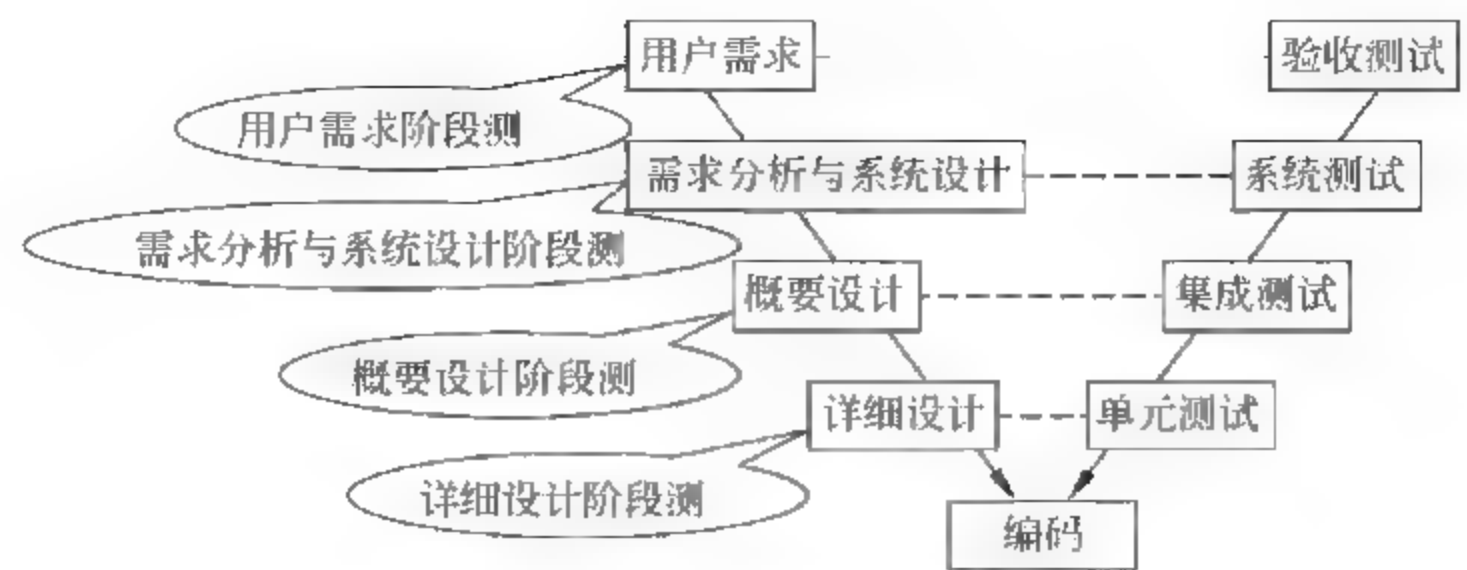 用户需求
验收测试
用户需求阶段测
需求分析与系统设计
系统测试
需求分析与系统设计阶段测
概要设计
集成测试
概要设计阶段测
详细设计
单元测试
详细设计阶段测
编码